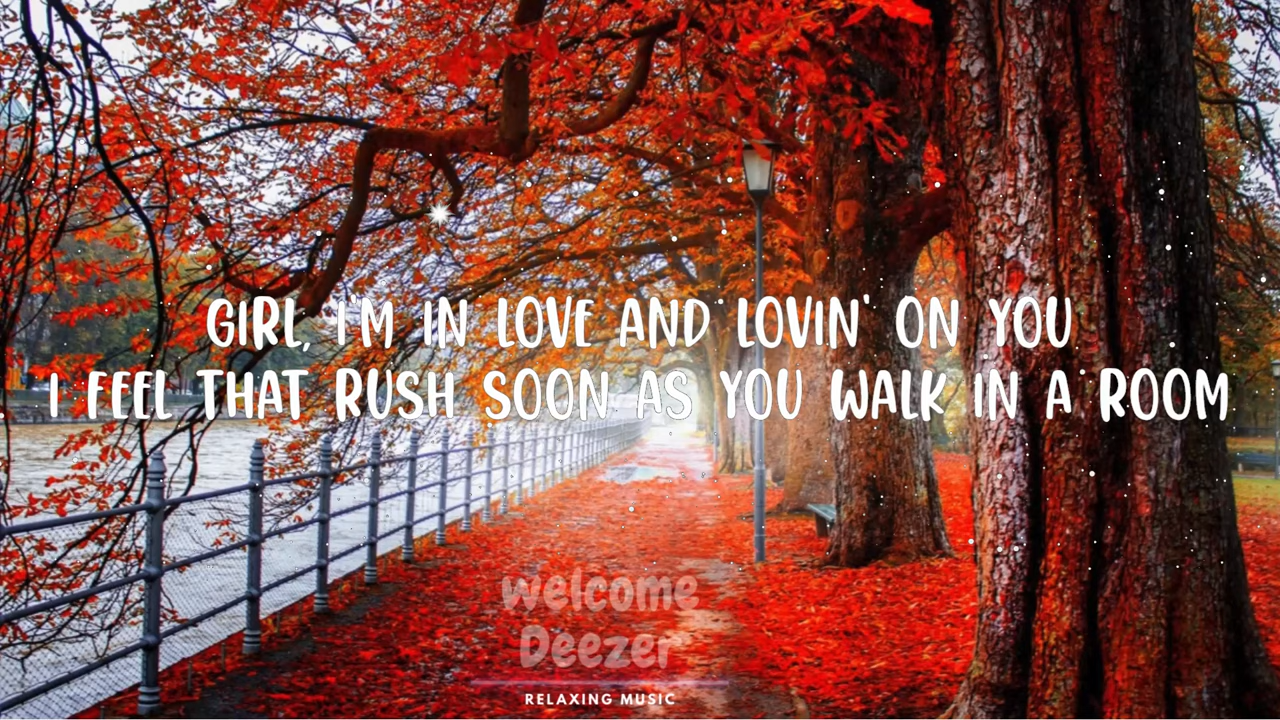 GIRL, I'M IN LOVE AND LOVIN' ON YOU
I FEEL THAT RUSH SOON AS YOU WALK IN A ROOM
welcome
Deezer
RELAXING MUSIC